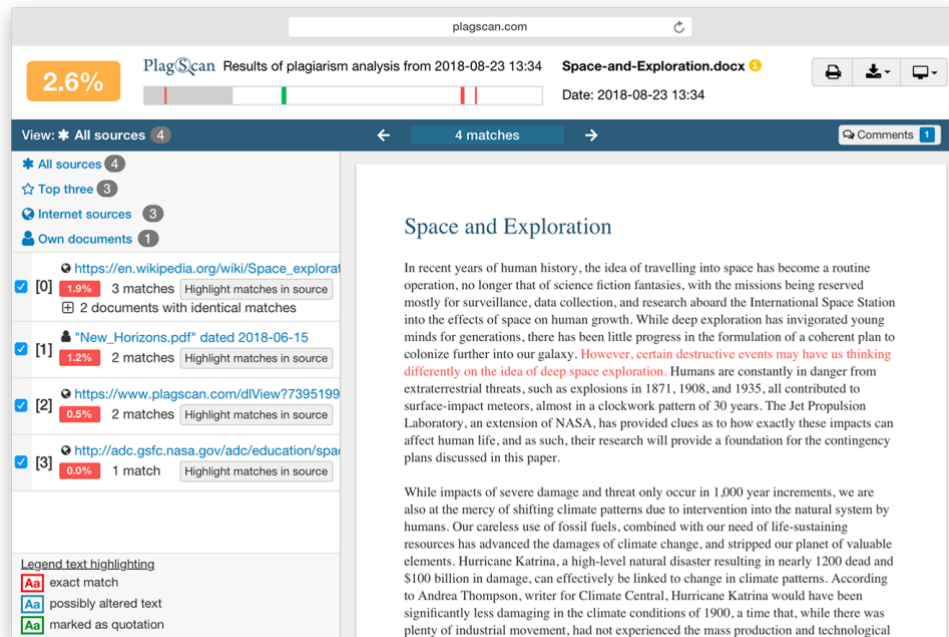 plagscan.com
2.6%
PlagScan Results of plagiarism analysis from 2018-08-23 13:34
Space-and-Exploration.docx
Date: 2018-08-23 13:34
View: ✱ All sources 4
← 4 matches →
Comments 1
✱ All sources 4
Top three 3
Internet sources 3
Own documents 1
[0] https://en.wikipedia.org/wiki/Space_explorat
1.9% 3 matches Highlight matches in source
2 documents with identical matches
[1] "New_Horizons.pdf" dated 2018-06-15
1.2% 2 matches Highlight matches in source
[2] https://www.plagscan.com/dlView?7395199
0.5% 2 matches Highlight matches in source
[3] http://adc.gsfc.nasa.gov/adc/education/spa
0.0% 1 match Highlight matches in source
Legend text highlighting
Aa exact match
Aa possibly altered text
Aa marked as quotation
Space and Exploration
In recent years of human history, the idea of travelling into space has become a routine
operation, no longer that of science fiction fantasies, with the missions being reserved
mostly for surveillance, data collection, and research aboard the International Space Station
into the effects of space on human growth. While deep exploration has invigorated young
minds for generations, there has been little progress in the formulation of a coherent plan to
colonize further into our galaxy. However, certain destructive events may have us thinking
differently on the idea of deep space exploration. Humans are constantly in danger from
extraterrestrial threats, such as explosions in 1871, 1908, and 1935, all contributed to
surface-impact meteors, almost in a clockwork pattern of 30 years. The Jet Propulsion
Laboratory, an extension of NASA, has provided clues as to how exactly these impacts can
affect human life, and as such, their research will provide a foundation for the contingency
plans discussed in this paper.
While impacts of severe damage and threat only occur in 1,000 year increments, we are
also at the mercy of shifting climate patterns due to intervention into the natural system by
humans. Our careless use of fossil fuels, combined with our need of life-sustaining
resources has advanced the damages of climate change, and stripped our planet of valuable
elements. Hurricane Katrina, a high-level natural disaster resulting in nearly 1200 dead and
$100 billion in damage, can effectively be linked to change in climate patterns. According
to Andrea Thompson, writer for Climate Central, Hurricane Katrina would have been
significantly less damaging in the climate conditions of 1900, a time that, while there was
plenty of industrial movement, had not experienced the mass production and technological